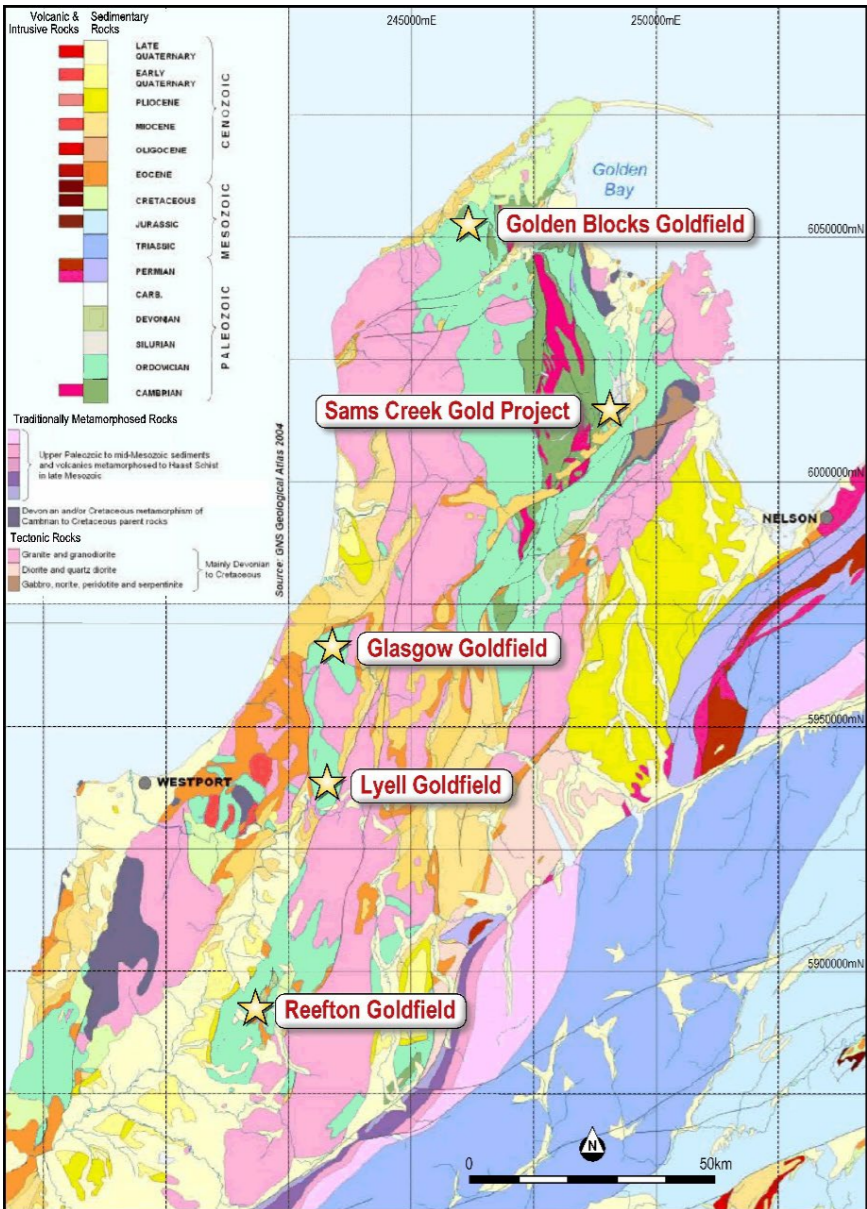 Volcanic &
Intrusive Rocks
Sedimentary
Rocks
LATE
QUATERNARY
EARLY
QUATERNARY
PLIOCENE
MIOCENE
OLIGOCENE
EOCENE
CENOZOIC
CRETACEOUS
JURASSIC
TRIASSIC
MESOZOIC
PERMIAN
CARB.
DEVONIAN
SILURIAN
ORDOVICIAN
CAMBRIAN
PALEOZOIC
Traditionally Metamorphosed Rocks
Upper Paleozoic to mid-Mesozoic sediments
and volcanics metamorphosed to Haast Schist
in late Mesozoic
Devonian and/or Cretaceous metamorphism of
Cambrian to Cretaceous parent rocks
Tectonic Rocks
Granite and granodiorite
Diorite and quartz diorite
Gabbro, norite, peridotite and serpentinite
Mainly Devonian
to Cretaceous
Source: GNS Geological Atlas 2004
245000mE
250000mE
Golden
Bay
Golden Blocks Goldfield
6050000mN
Sams Creek Gold Project
6000000mN
NELSON
Glasgow Goldfield
5950000mN
WESTPORT
Lyell Goldfield
5900000mN
Reefton Goldfield
N
0
50km